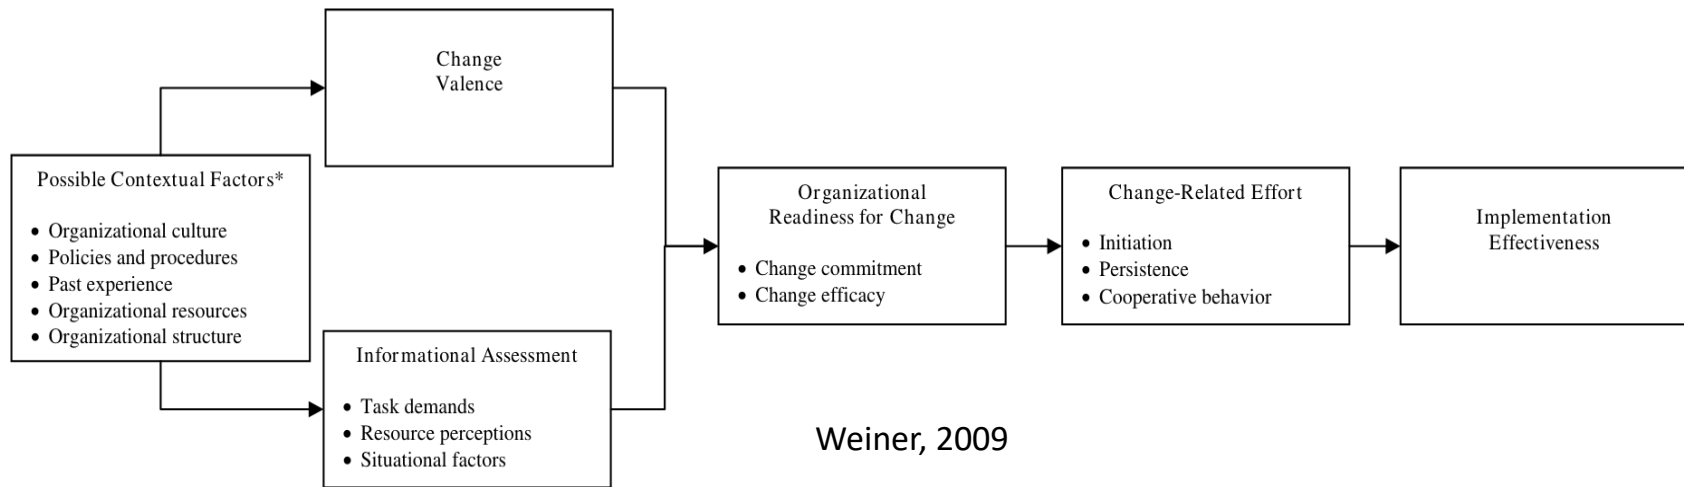 Change
Valence
Possible Contextual Factors*
• Organizational culture
• Policies and procedures
• Past experience
• Organizational resources
• Organizational structure
Informational Assessment
• Task demands
• Resource perceptions
• Situational factors
Organizational
Readiness for Change
• Change commitment
• Change efficacy
Change-Related Effort
• Initiation
• Persistence
• Cooperative behavior
Implementation
Effectiveness
Weiner, 2009